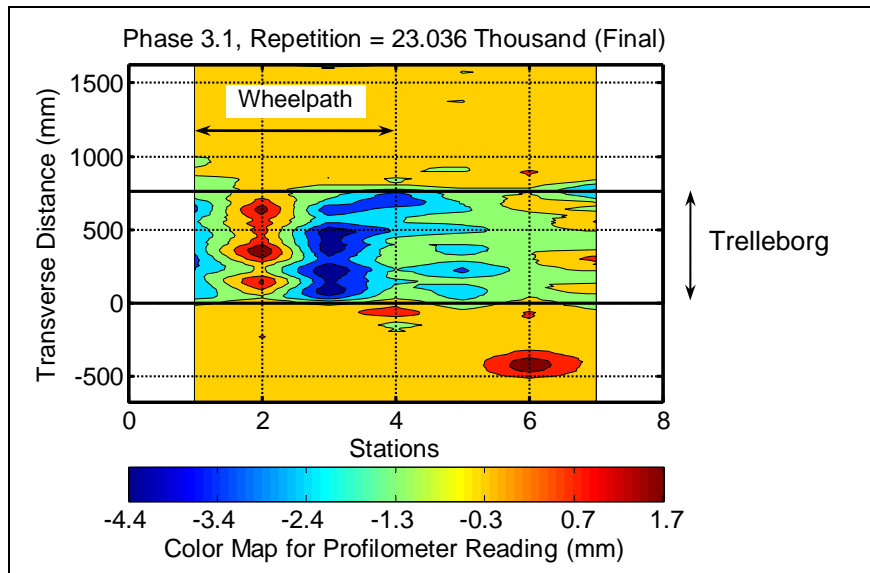 Phase 3.1, Repetition = 23.036 Thousand (Final)
1500
1000
500
0
-500
Transverse Distance (mm)
Wheelpath
Trelleborg
0 2 4 6 8
Stations
-4.4 -3.4 -2.4 -1.3 -0.3 0.7 1.7
Color Map for Profilometer Reading (mm)